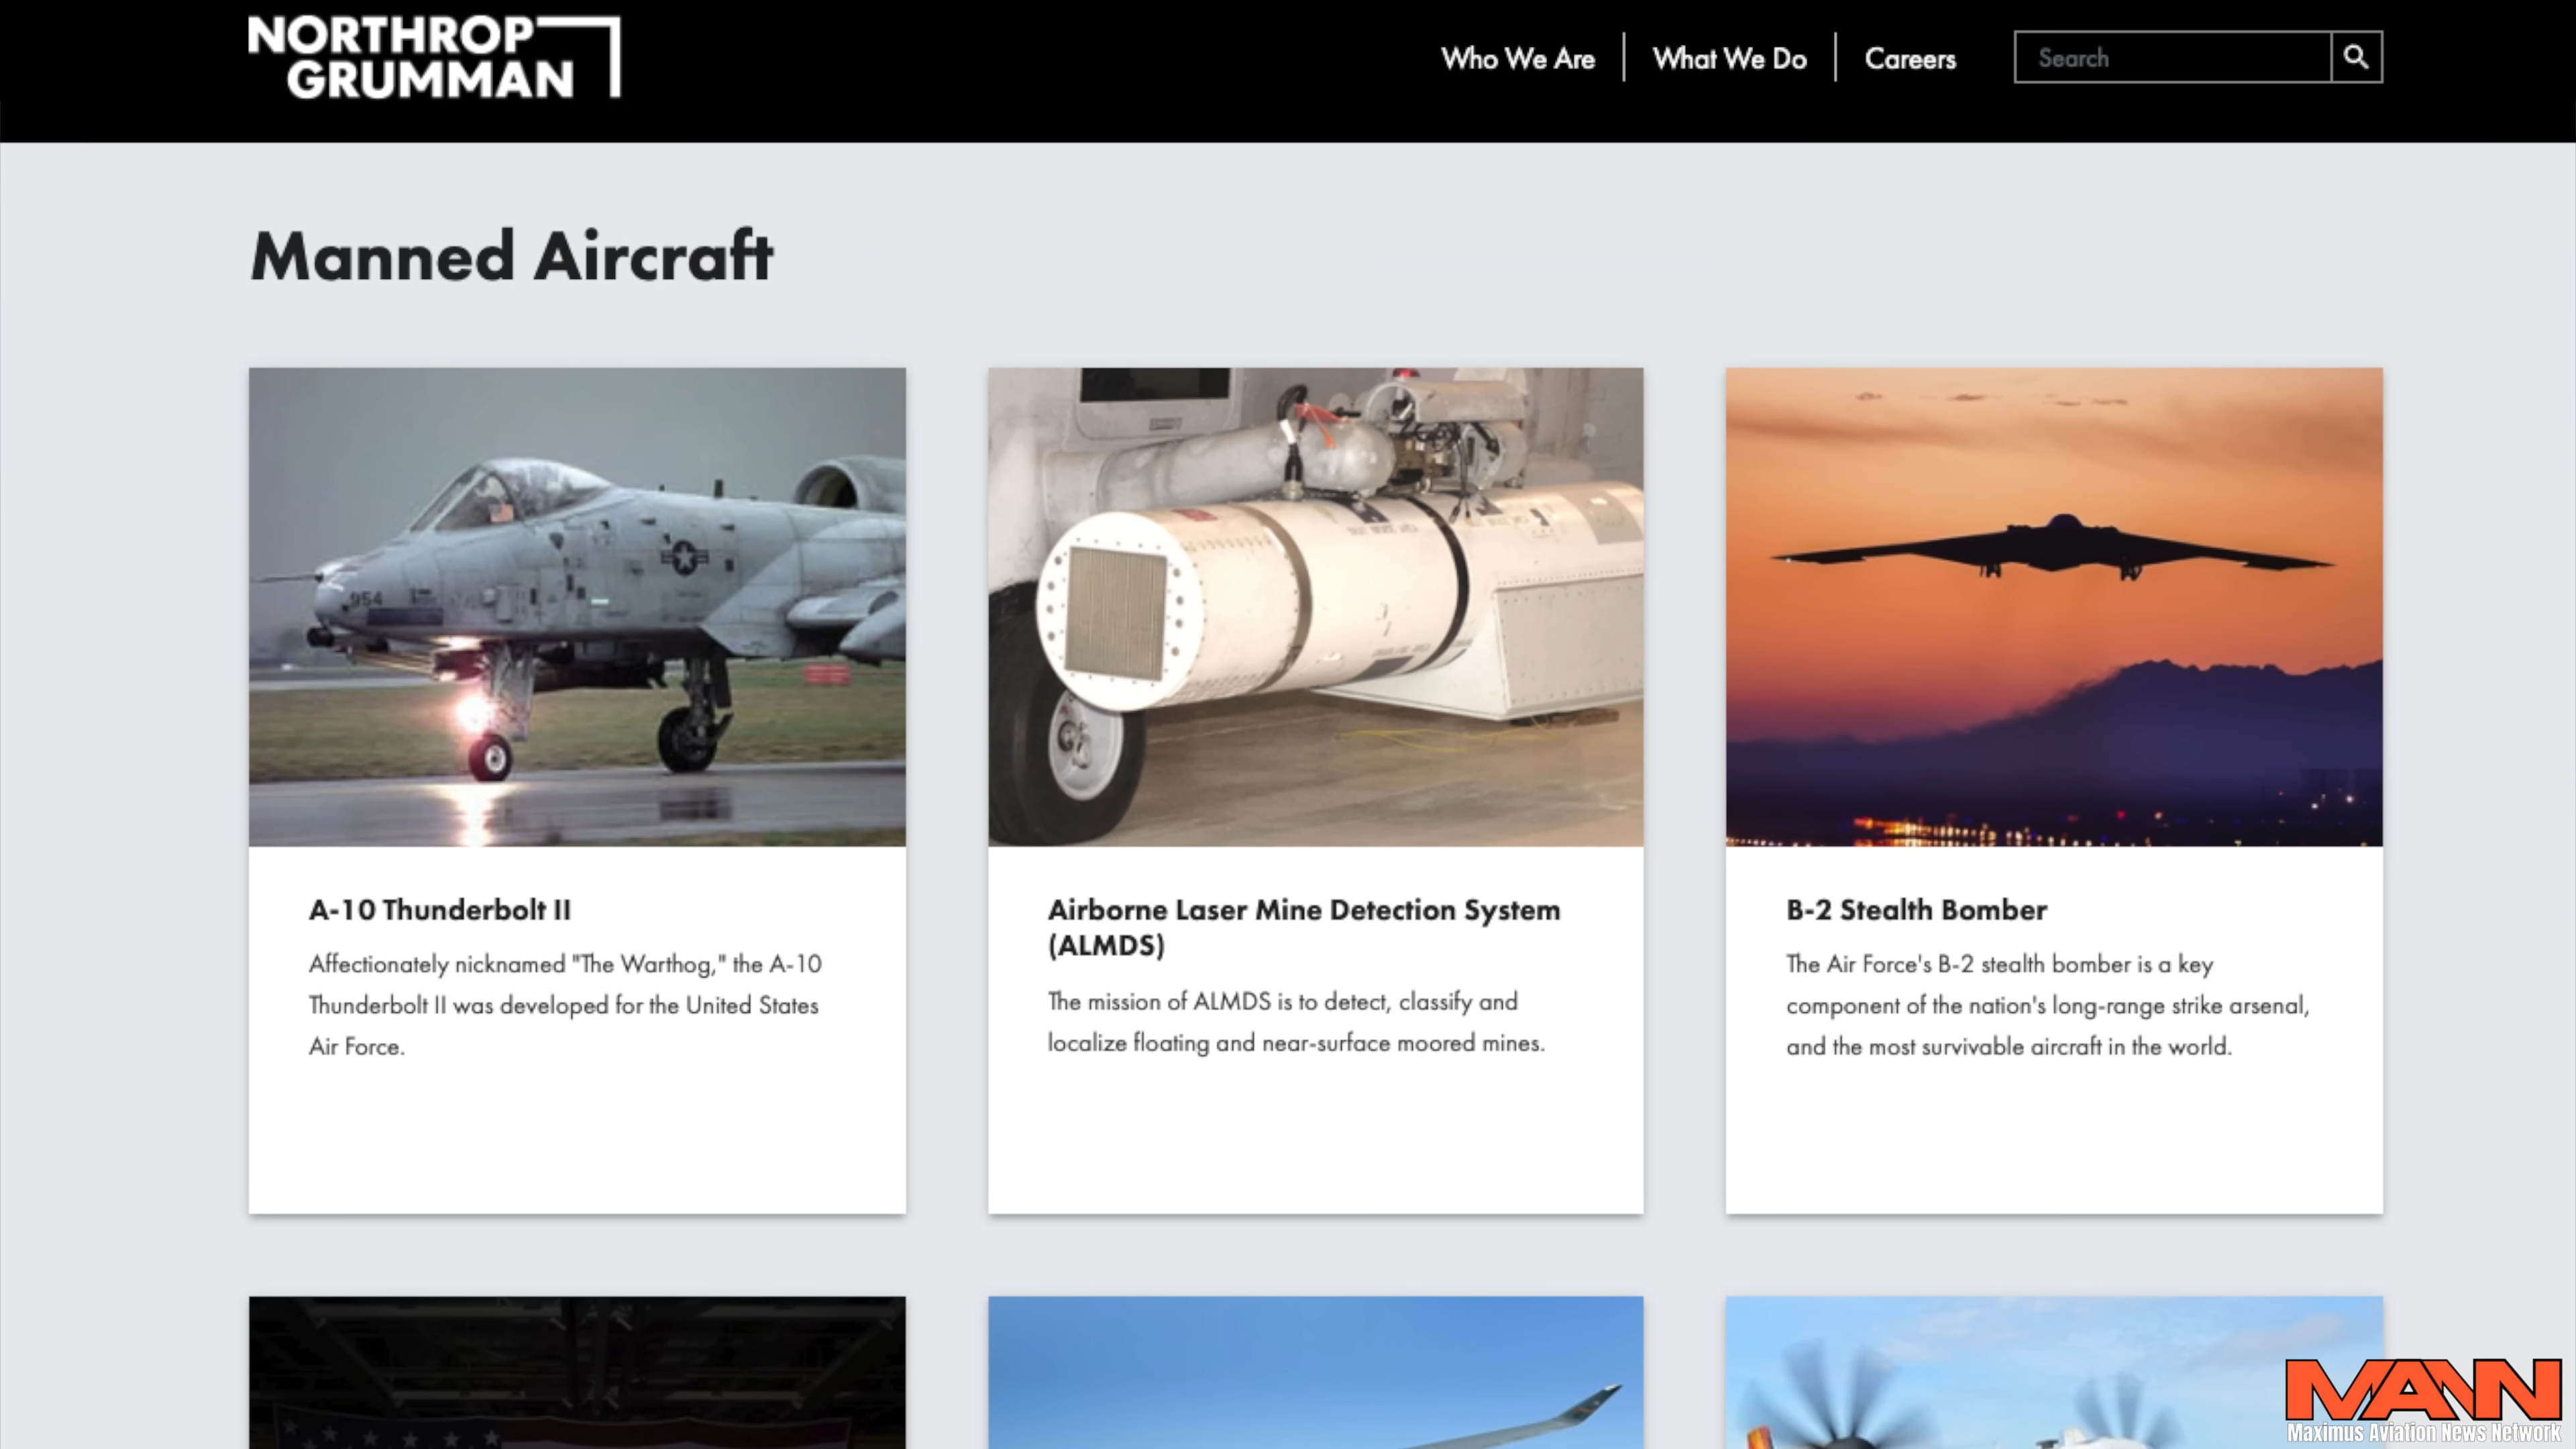 NORTHROP
GRUMMAN
Who We Are
What We Do
Careers
Search
Manned Aircraft
954
A-10 Thunderbolt II
Affectionately nicknamed "The Warthog," the A-10
Thunderbolt II was developed for the United States
Air Force.
Airborne Laser Mine Detection System
(ALMDS)
The mission of ALMDS is to detect, classify and
localize floating and near-surface moored mines.
B-2 Stealth Bomber
The Air Force's B-2 stealth bomber is a key
component of the nation's long-range strike arsenal,
and the most survivable aircraft in the world.
MANN
Maximus Aviation News Network